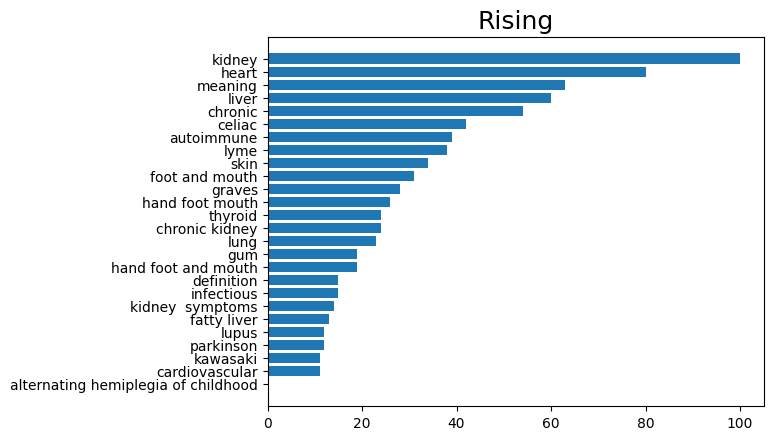 Rising
kidney
heart
meaning
liver
chronic
celiac
autoimmune
lyme
skin
foot and mouth
graves
hand foot mouth
thyroid
chronic kidney
lung
gum
hand foot and mouth
definition
infectious
kidney  symptoms
fatty liver
lupus
parkinson
kawasaki
cardiovascular
alternating hemiplegia of childhood
0 20 40 60 80 100